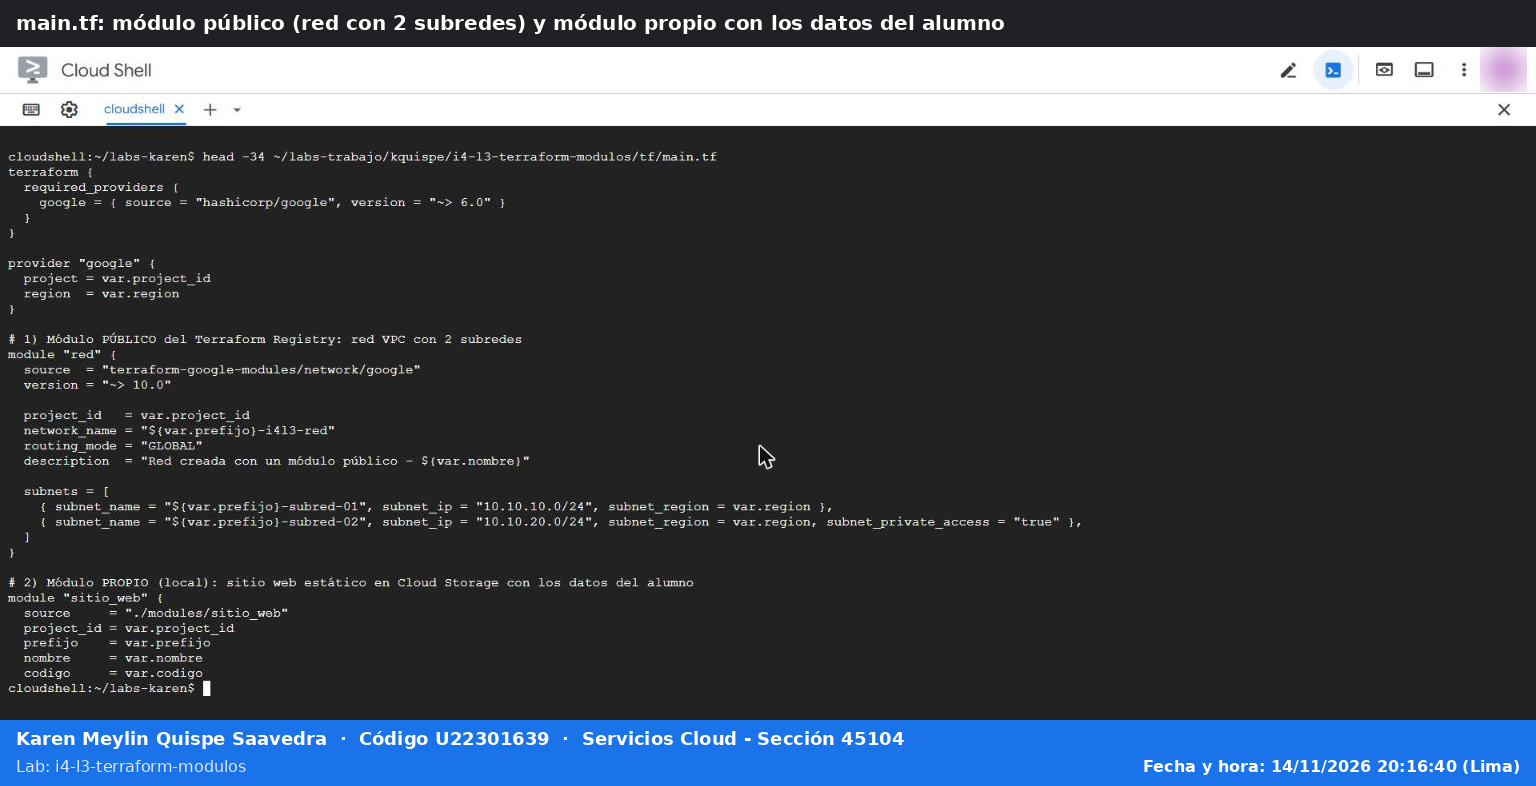 main.tf: módulo público (red con 2 subredes) y módulo propio con los datos del alumno
Cloud Shell
cloudshell
cloudshell:~/labs-karen$ head -34 ~/labs-trabajo/kquispe/i4-l3-terraform-modulos/tf/main.tf
terraform {
  required_providers {
    google = { source = "hashicorp/google", version = "~> 6.0" }
  }
}
provider "google" {
  project = var.project_id
  region  = var.region
}
# 1) Módulo PÚBLICO del Terraform Registry: red VPC con 2 subredes
module "red" {
  source  = "terraform-google-modules/network/google"
  version = "~> 10.0"
  project_id   = var.project_id
  network_name = "${var.prefijo}-i4l3-red"
  routing_mode = "GLOBAL"
  description  = "Red creada con un módulo público - ${var.nombre}"
  subnets = [
    { subnet_name = "${var.prefijo}-subred-01", subnet_ip = "10.10.10.0/24", subnet_region = var.region },
    { subnet_name = "${var.prefijo}-subred-02", subnet_ip = "10.10.20.0/24", subnet_region = var.region, subnet_private_access = "true" },
  ]
}
# 2) Módulo PROPIO (local): sitio web estático en Cloud Storage con los datos del alumno
module "sitio_web" {
  source     = "./modules/sitio_web"
  project_id = var.project_id
  prefijo    = var.prefijo
  nombre     = var.nombre
  codigo     = var.codigo
cloudshell:~/labs-karen$
Karen Meylin Quispe Saavedra · Código U22301639 · Servicios Cloud - Sección 45104
Lab: i4-l3-terraform-modulos
Fecha y hora: 14/11/2026 20:16:40 (Lima)